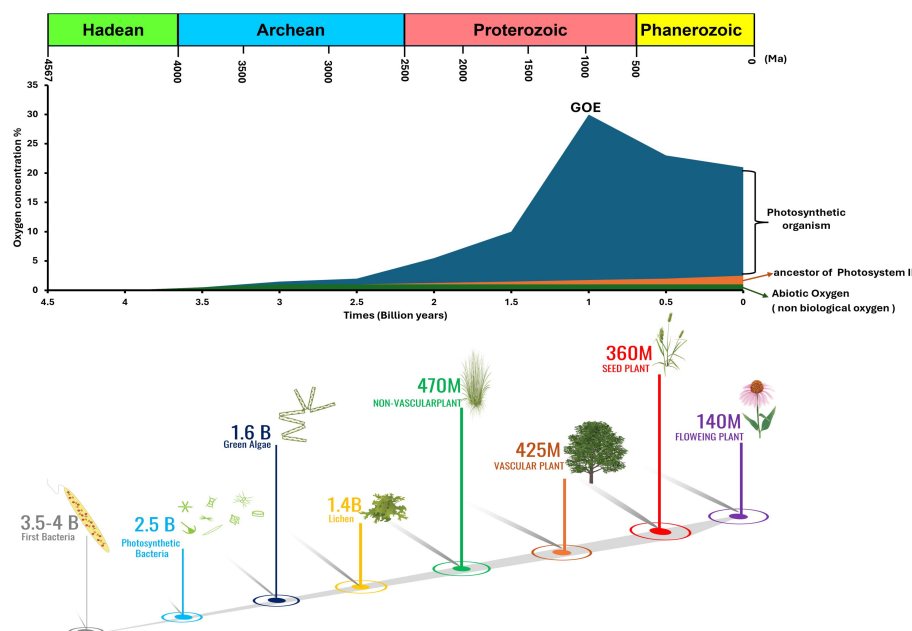 Hadean
Archean
Proterozoic
Phanerozoic
4567
4000
3500
3000
2500
2000
1500
1000
500
0
(Ma)
Oxygen concentration %
35
30
25
20
15
10
5
0
GOE
Photosynthetic
organism
ancestor of Photosystem II
Abiotic Oxygen
( non biological oxygen )
4.5
4
3.5
3
2.5
2
1.5
1
0.5
0
Times (Billion years)
3.5-4 B
First Bacteria
2.5 B
Photosynthetic
Bacteria
1.6 B
Green Algae
1.4B
Lichen
470M
NON-VASCULARPLANT
425M
VASCULAR PLANT
360M
SEED PLANT
140M
FLOWEING PLANT